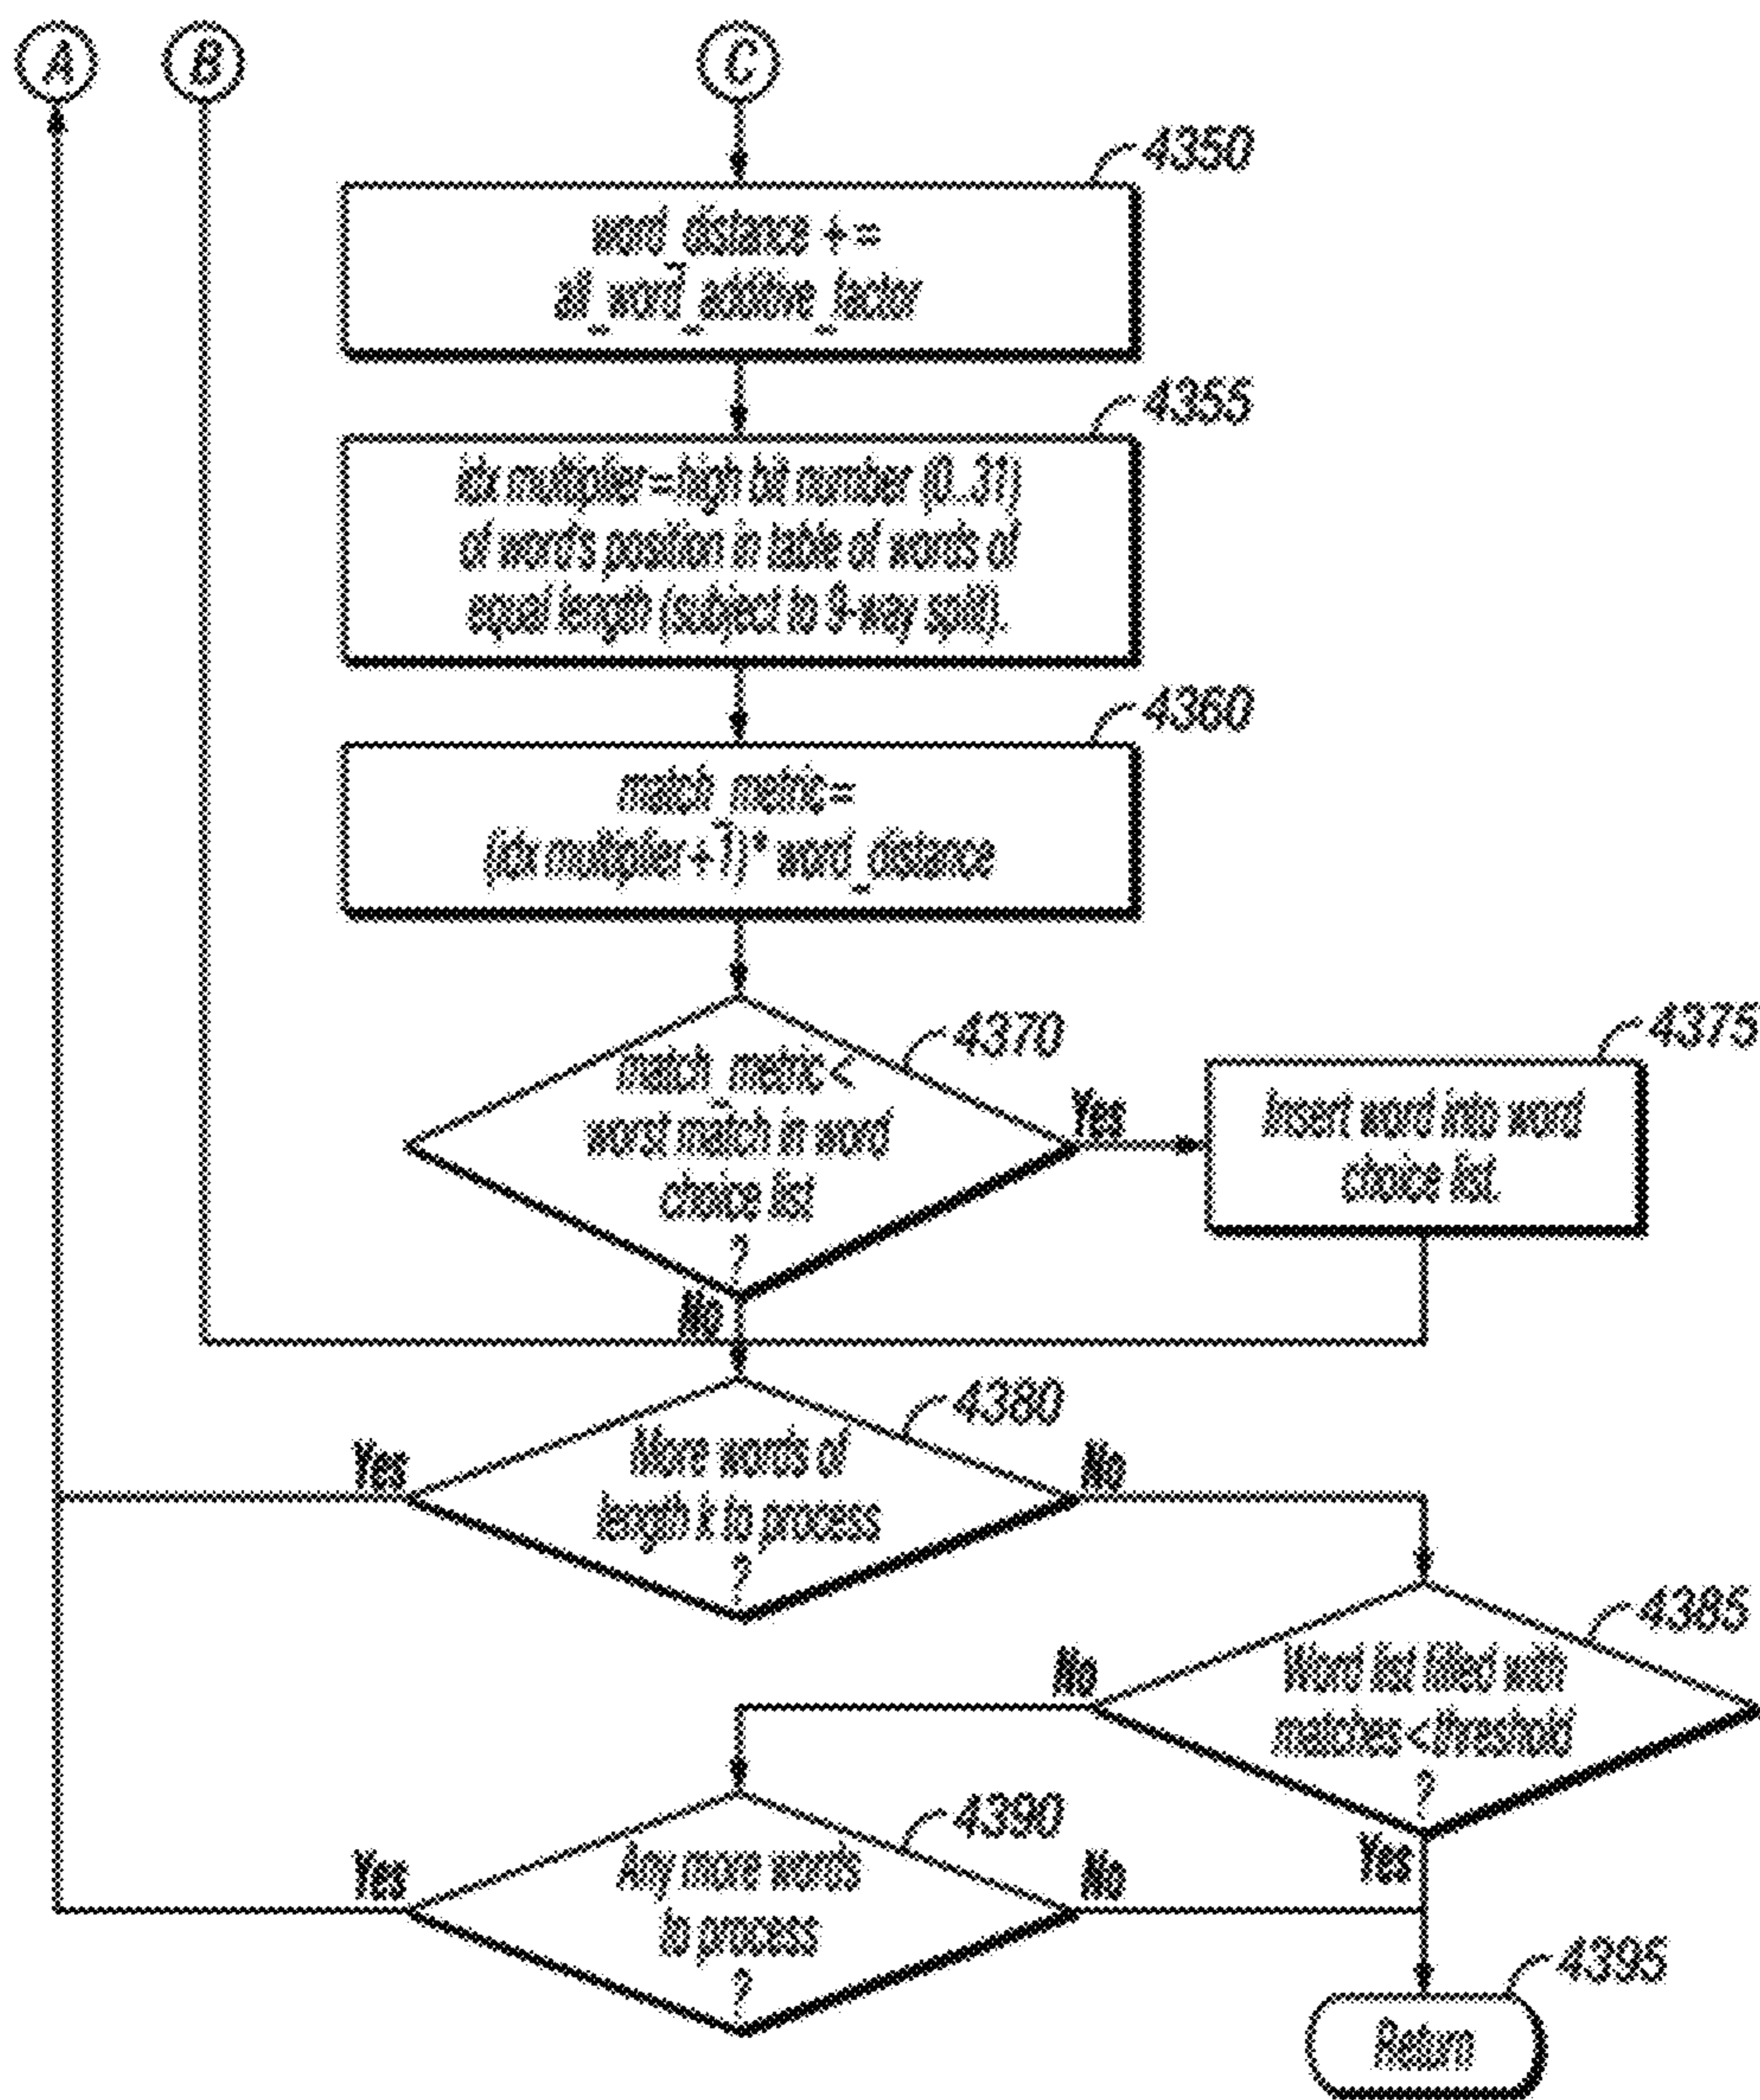 A B C
4350
word_distance + =
all_word_additive_factor
4355
idx multiplier = high bit number (0..31)
of word's position in table of words of
equal length (subject to 9-way split).
4360
match_metric =
(idx multiplier + 1) * word_distance
4370
match_metric <
worst match in word
choice list
?
Yes
4375
Insert word into word
choice list.
No
4380
More words of
length k to process
?
Yes
No
4385
Word list filled with
matches < threshold
?
No
Yes
4390
Any more words
to process
?
Yes
No
4395
Return